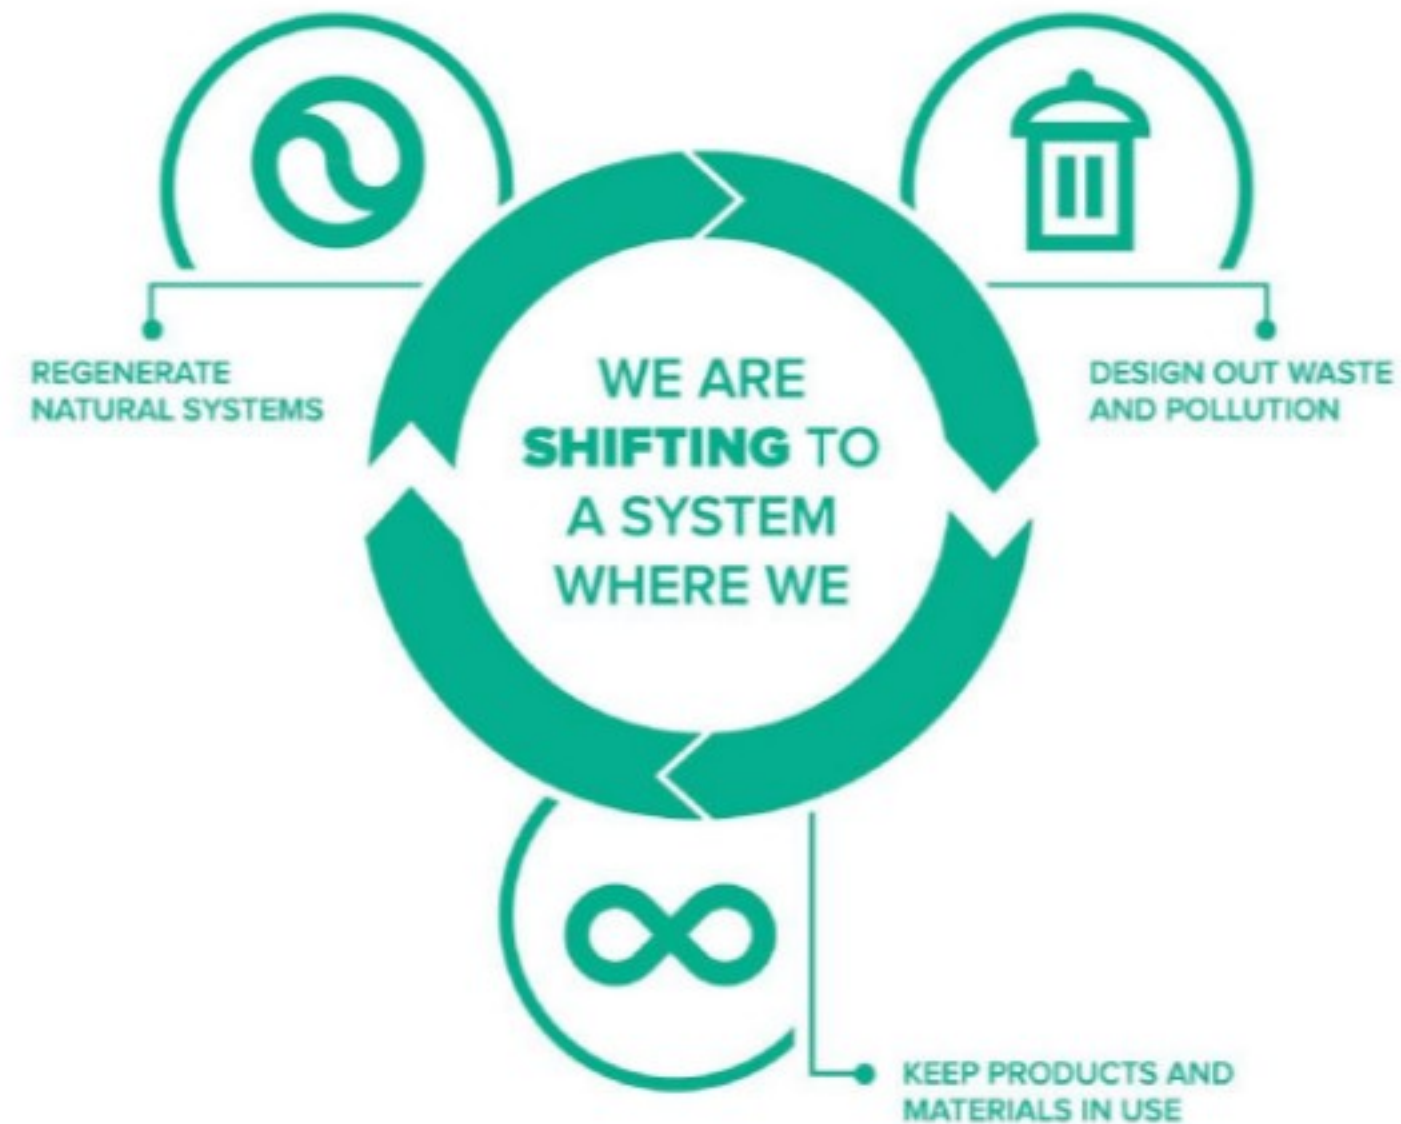 WE ARE
SHIFTING TO
A SYSTEM
WHERE WE
REGENERATE
NATURAL SYSTEMS
DESIGN OUT WASTE
AND POLLUTION
KEEP PRODUCTS AND
MATERIALS IN USE